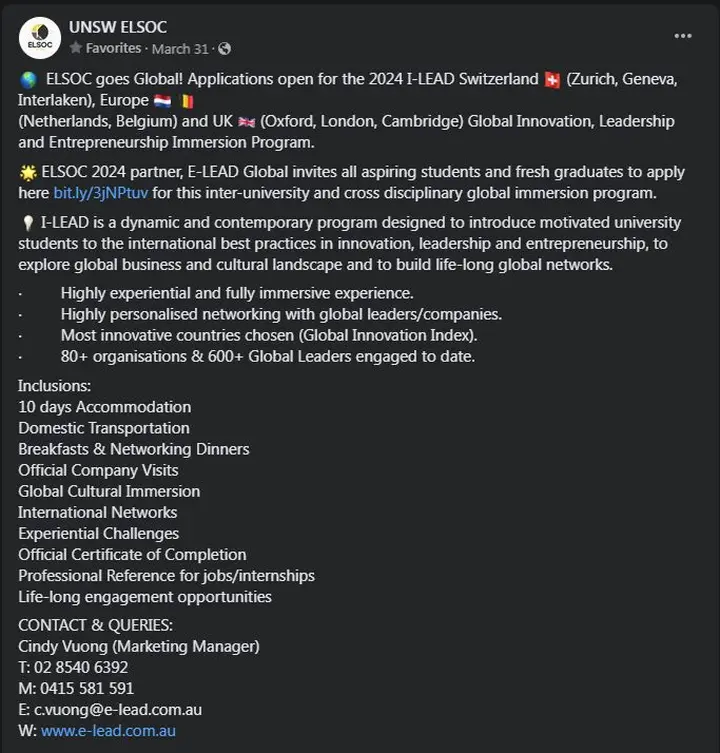 UNSW ELSOC
Favorites · March 31 ·
ELSOC
🌎 ELSOC goes Global! Applications open for the 2024 I-LEAD Switzerland 🇨🇭 (Zurich, Geneva,
Interlaken), Europe 🇳🇱 🇧🇪
(Netherlands, Belgium) and UK 🇬🇧 (Oxford, London, Cambridge) Global Innovation, Leadership
and Entrepreneurship Immersion Program.
🌟 ELSOC 2024 partner, E-LEAD Global invites all aspiring students and fresh graduates to apply
here bit.ly/3jNPtuv for this inter-university and cross disciplinary global immersion program.
💡 I-LEAD is a dynamic and contemporary program designed to introduce motivated university
students to the international best practices in innovation, leadership and entrepreneurship, to
explore global business and cultural landscape and to build life-long global networks.
· Highly experiential and fully immersive experience.
· Highly personalised networking with global leaders/companies.
· Most innovative countries chosen (Global Innovation Index).
· 80+ organisations & 600+ Global Leaders engaged to date.
Inclusions:
10 days Accommodation
Domestic Transportation
Breakfasts & Networking Dinners
Official Company Visits
Global Cultural Immersion
International Networks
Experiential Challenges
Official Certificate of Completion
Professional Reference for jobs/internships
Life-long engagement opportunities
CONTACT & QUERIES:
Cindy Vuong (Marketing Manager)
T: 02 8540 6392
M: 0415 581 591
E: c.vuong@e-lead.com.au
W: www.e-lead.com.au